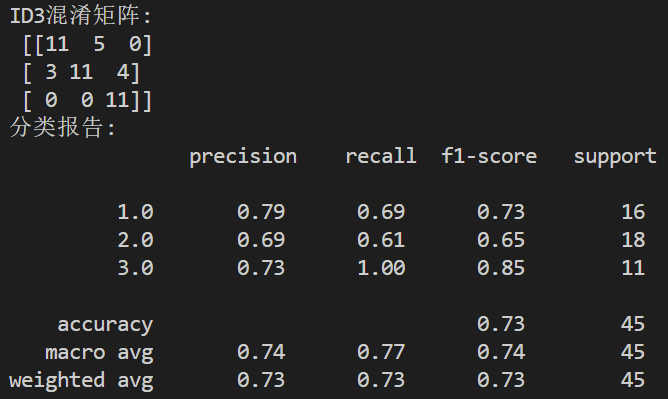 ID3混淆矩阵:
[[11 5 0]
[ 3 11 4]
[ 0 0 11]]
分类报告:
precision recall f1-score support
1.0 0.79 0.69 0.73 16
2.0 0.69 0.61 0.65 18
3.0 0.73 1.00 0.85 11
accuracy 0.73 45
macro avg 0.74 0.77 0.74 45
weighted avg 0.73 0.73 0.73 45